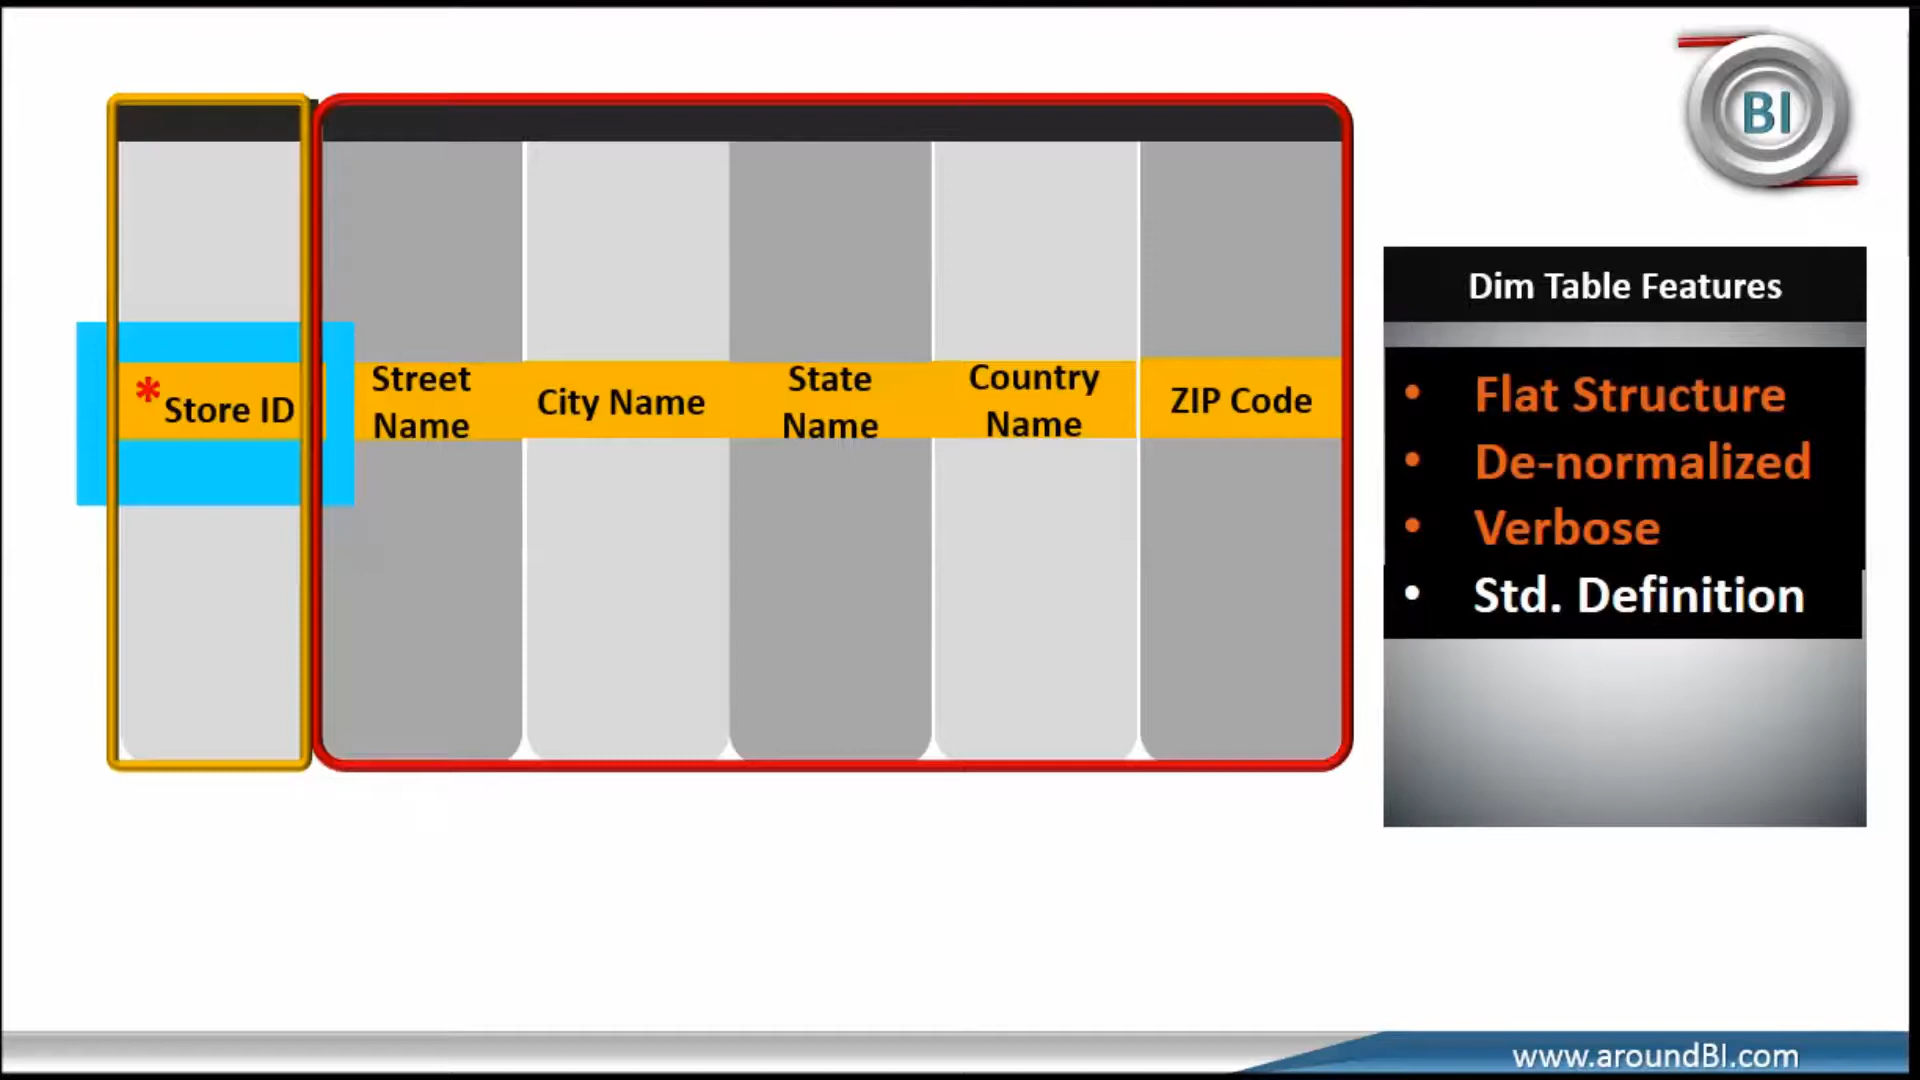 BI
* Store ID
Street
Name
City Name
State
Name
Country
Name
ZIP Code
Dim Table Features
• Flat Structure
• De-normalized
• Verbose
• Std. Definition
www.aroundBI.com